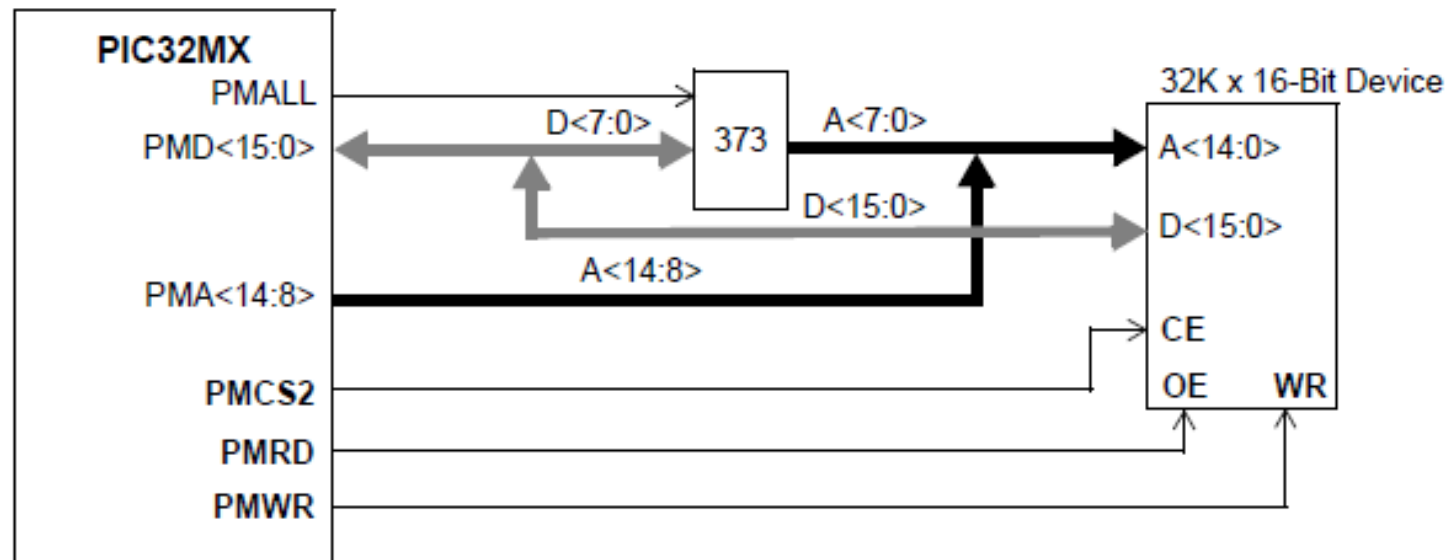 PIC32MX
PMALL
PMD<15:0>
D<7:0>
373
A<7:0>
32K x 16-Bit Device
A<14:0>
D<15:0>
D<15:0>
A<14:8>
PMA<14:8>
CE
PMCS2
OE WR
PMRD
PMWR